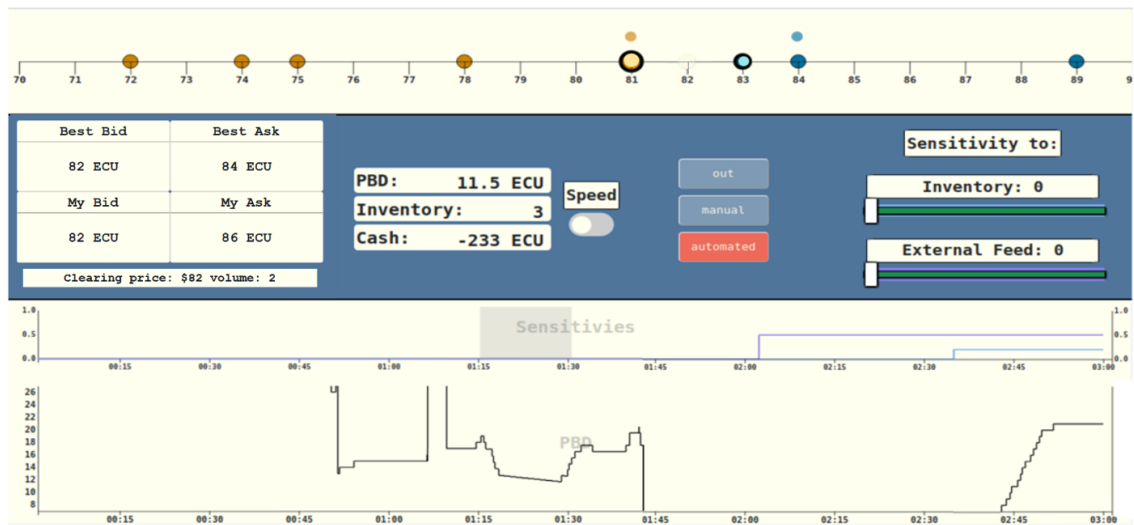 70 71 72 73 74 75 76 77 78 79 80 81 82 83 84 85 86 87 88 89 9
Best Bid Best Ask
82 ECU 84 ECU
My Bid My Ask
82 ECU 86 ECU
Clearing price: $82 volume: 2
PBD: 11.5 ECU
Inventory: 3
Cash: -233 ECU
Speed
out
manual
automated
Sensitivity to:
Inventory: 0
External Feed: 0
Sensitivies
1.0 1.0
0.5 0.5
0.0 0.0
00:15 00:30 00:45 01:00 01:15 01:30 01:45 02:00 02:15 02:30 02:45 03:00
PBD
26
24
22
20
18
16
14
12
10
8
00:15 00:30 00:45 01:00 01:15 01:30 01:45 02:00 02:15 02:30 02:45 03:00